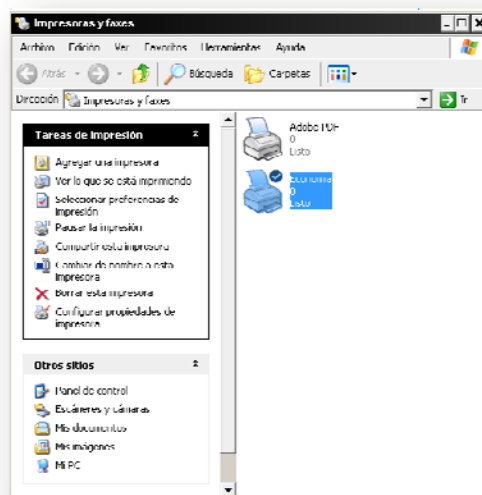 Impresoras y faxes
Archivo Edición Ver Favoritos Herramientas Ayuda
Atrás Búsqueda Carpetas
Dirección Impresoras y faxes Ir
Tareas de impresión
Agregar una impresora
Ver lo que se está imprimiendo
Seleccionar preferencias de
impresión
Pausar la impresión
Compartir esta impresora
Cambiar de nombre a esta
impresora
Borrar esta impresora
Configurar propiedades de
impresora
Otros sitios
Panel de control
Escáneres y cámaras
Mis documentos
Mis imágenes
Mi PC
Adobe PDF
0
Listo
Economia
0
Listo